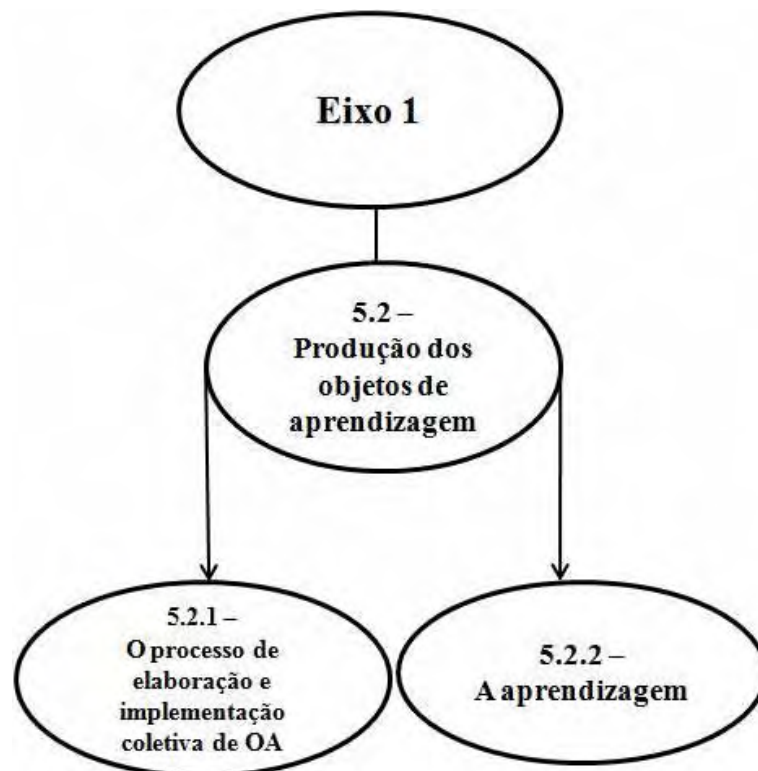 Eixo 1
5.2 –
Produção dos
objetos de
aprendizagem
5.2.1 –
O processo de
elaboração e
implementação
coletiva de OA
5.2.2 –
A aprendizagem